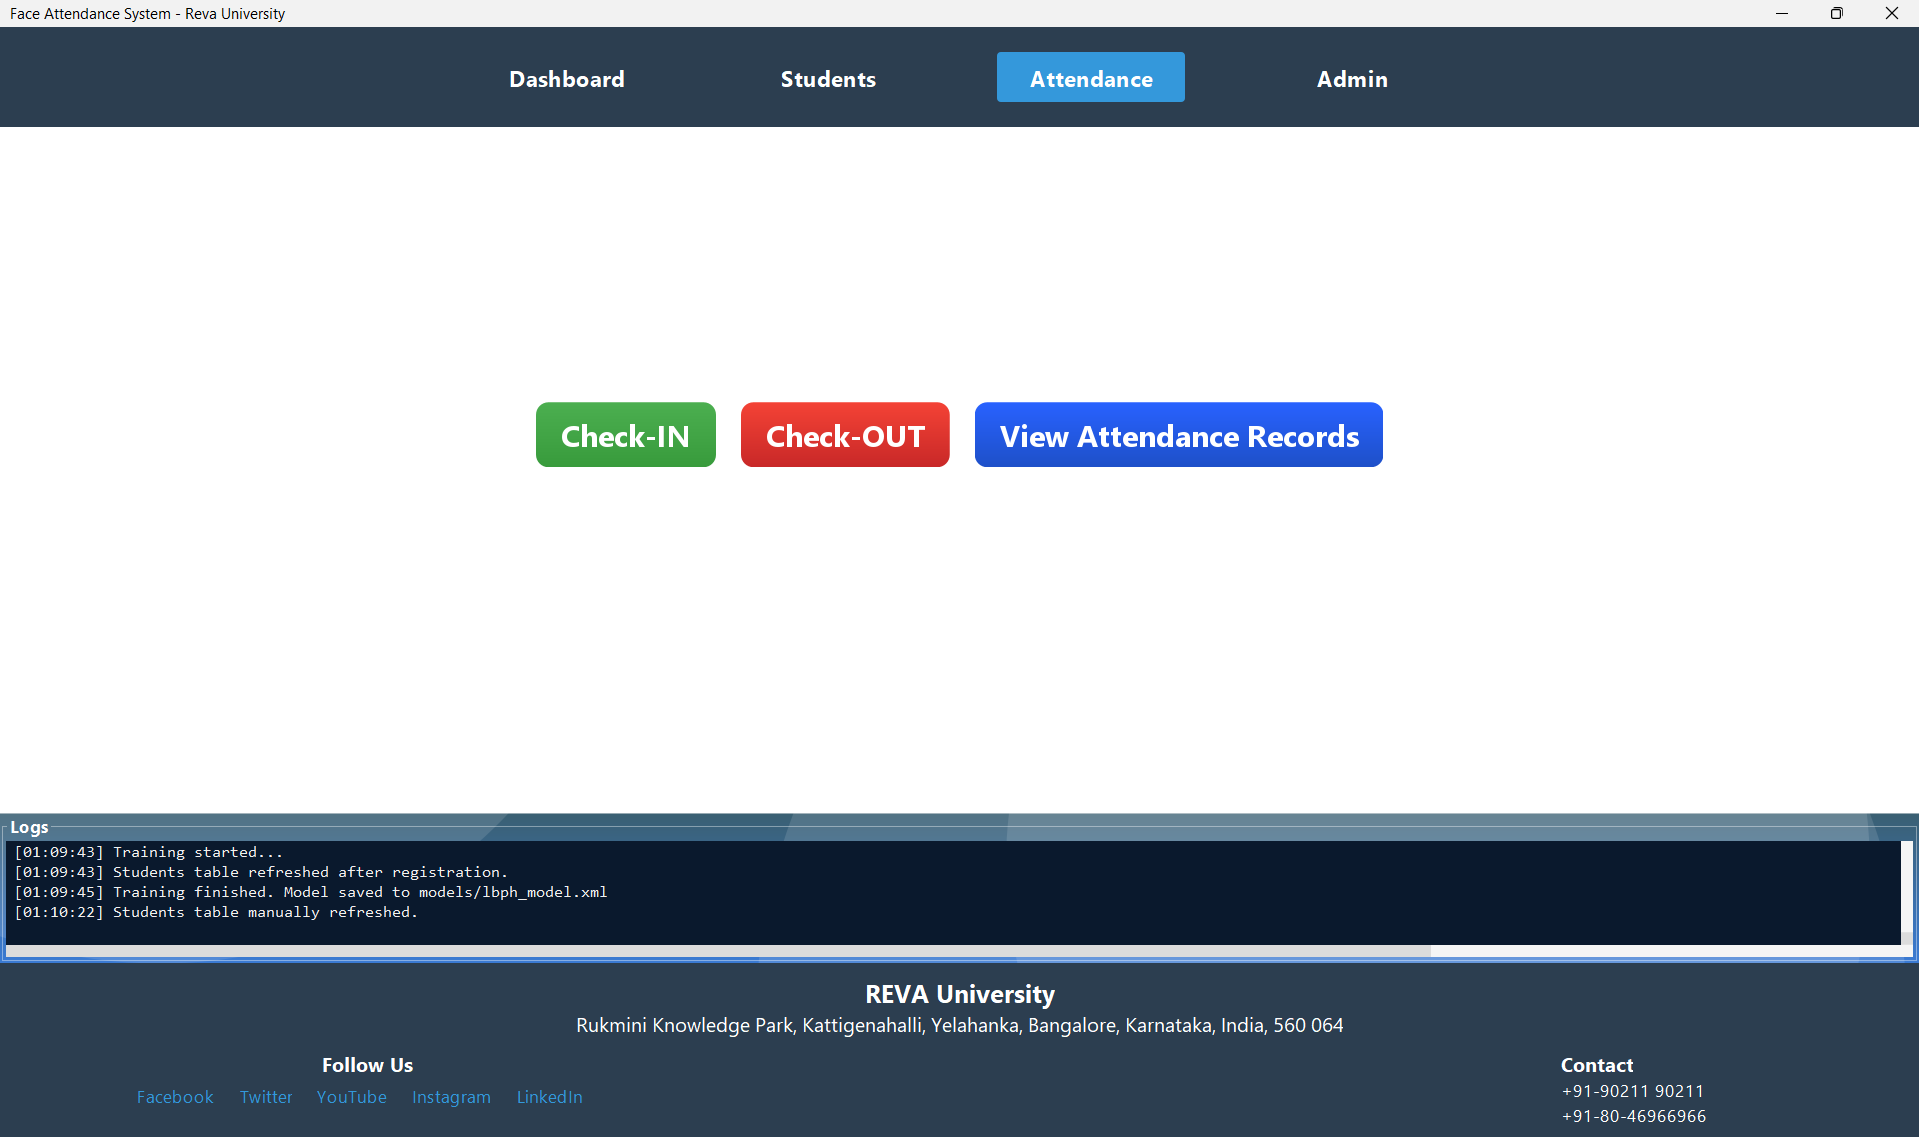 Face Attendance System - Reva University
Dashboard Students Attendance Admin
Check-IN Check-OUT View Attendance Records
Logs
[01:09:43] Training started...
[01:09:43] Students table refreshed after registration.
[01:09:45] Training finished. Model saved to models/lbph_model.xml
[01:10:22] Students table manually refreshed.
REVA University
Rukmini Knowledge Park, Kattigenahalli, Yelahanka, Bangalore, Karnataka, India, 560 064
Follow Us
Facebook Twitter YouTube Instagram LinkedIn
Contact
+91-90211 90211
+91-80-46966966